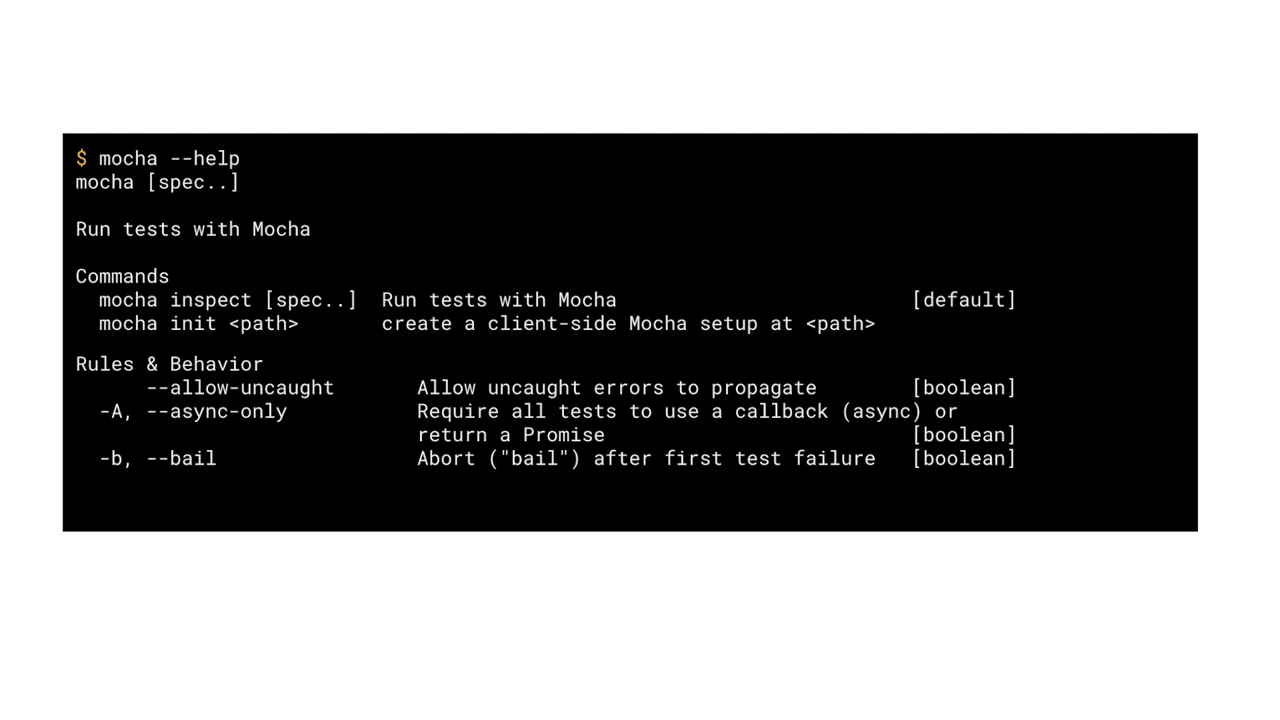 $ mocha --help
mocha [spec..]
Run tests with Mocha
Commands
mocha inspect [spec..]  Run tests with Mocha  [default]
mocha init <path>  create a client-side Mocha setup at <path>
Rules & Behavior
--allow-uncaught  Allow uncaught errors to propagate  [boolean]
-A, --async-only  Require all tests to use a callback (async) or
return a Promise  [boolean]
-b, --bail  Abort ("bail") after first test failure  [boolean]